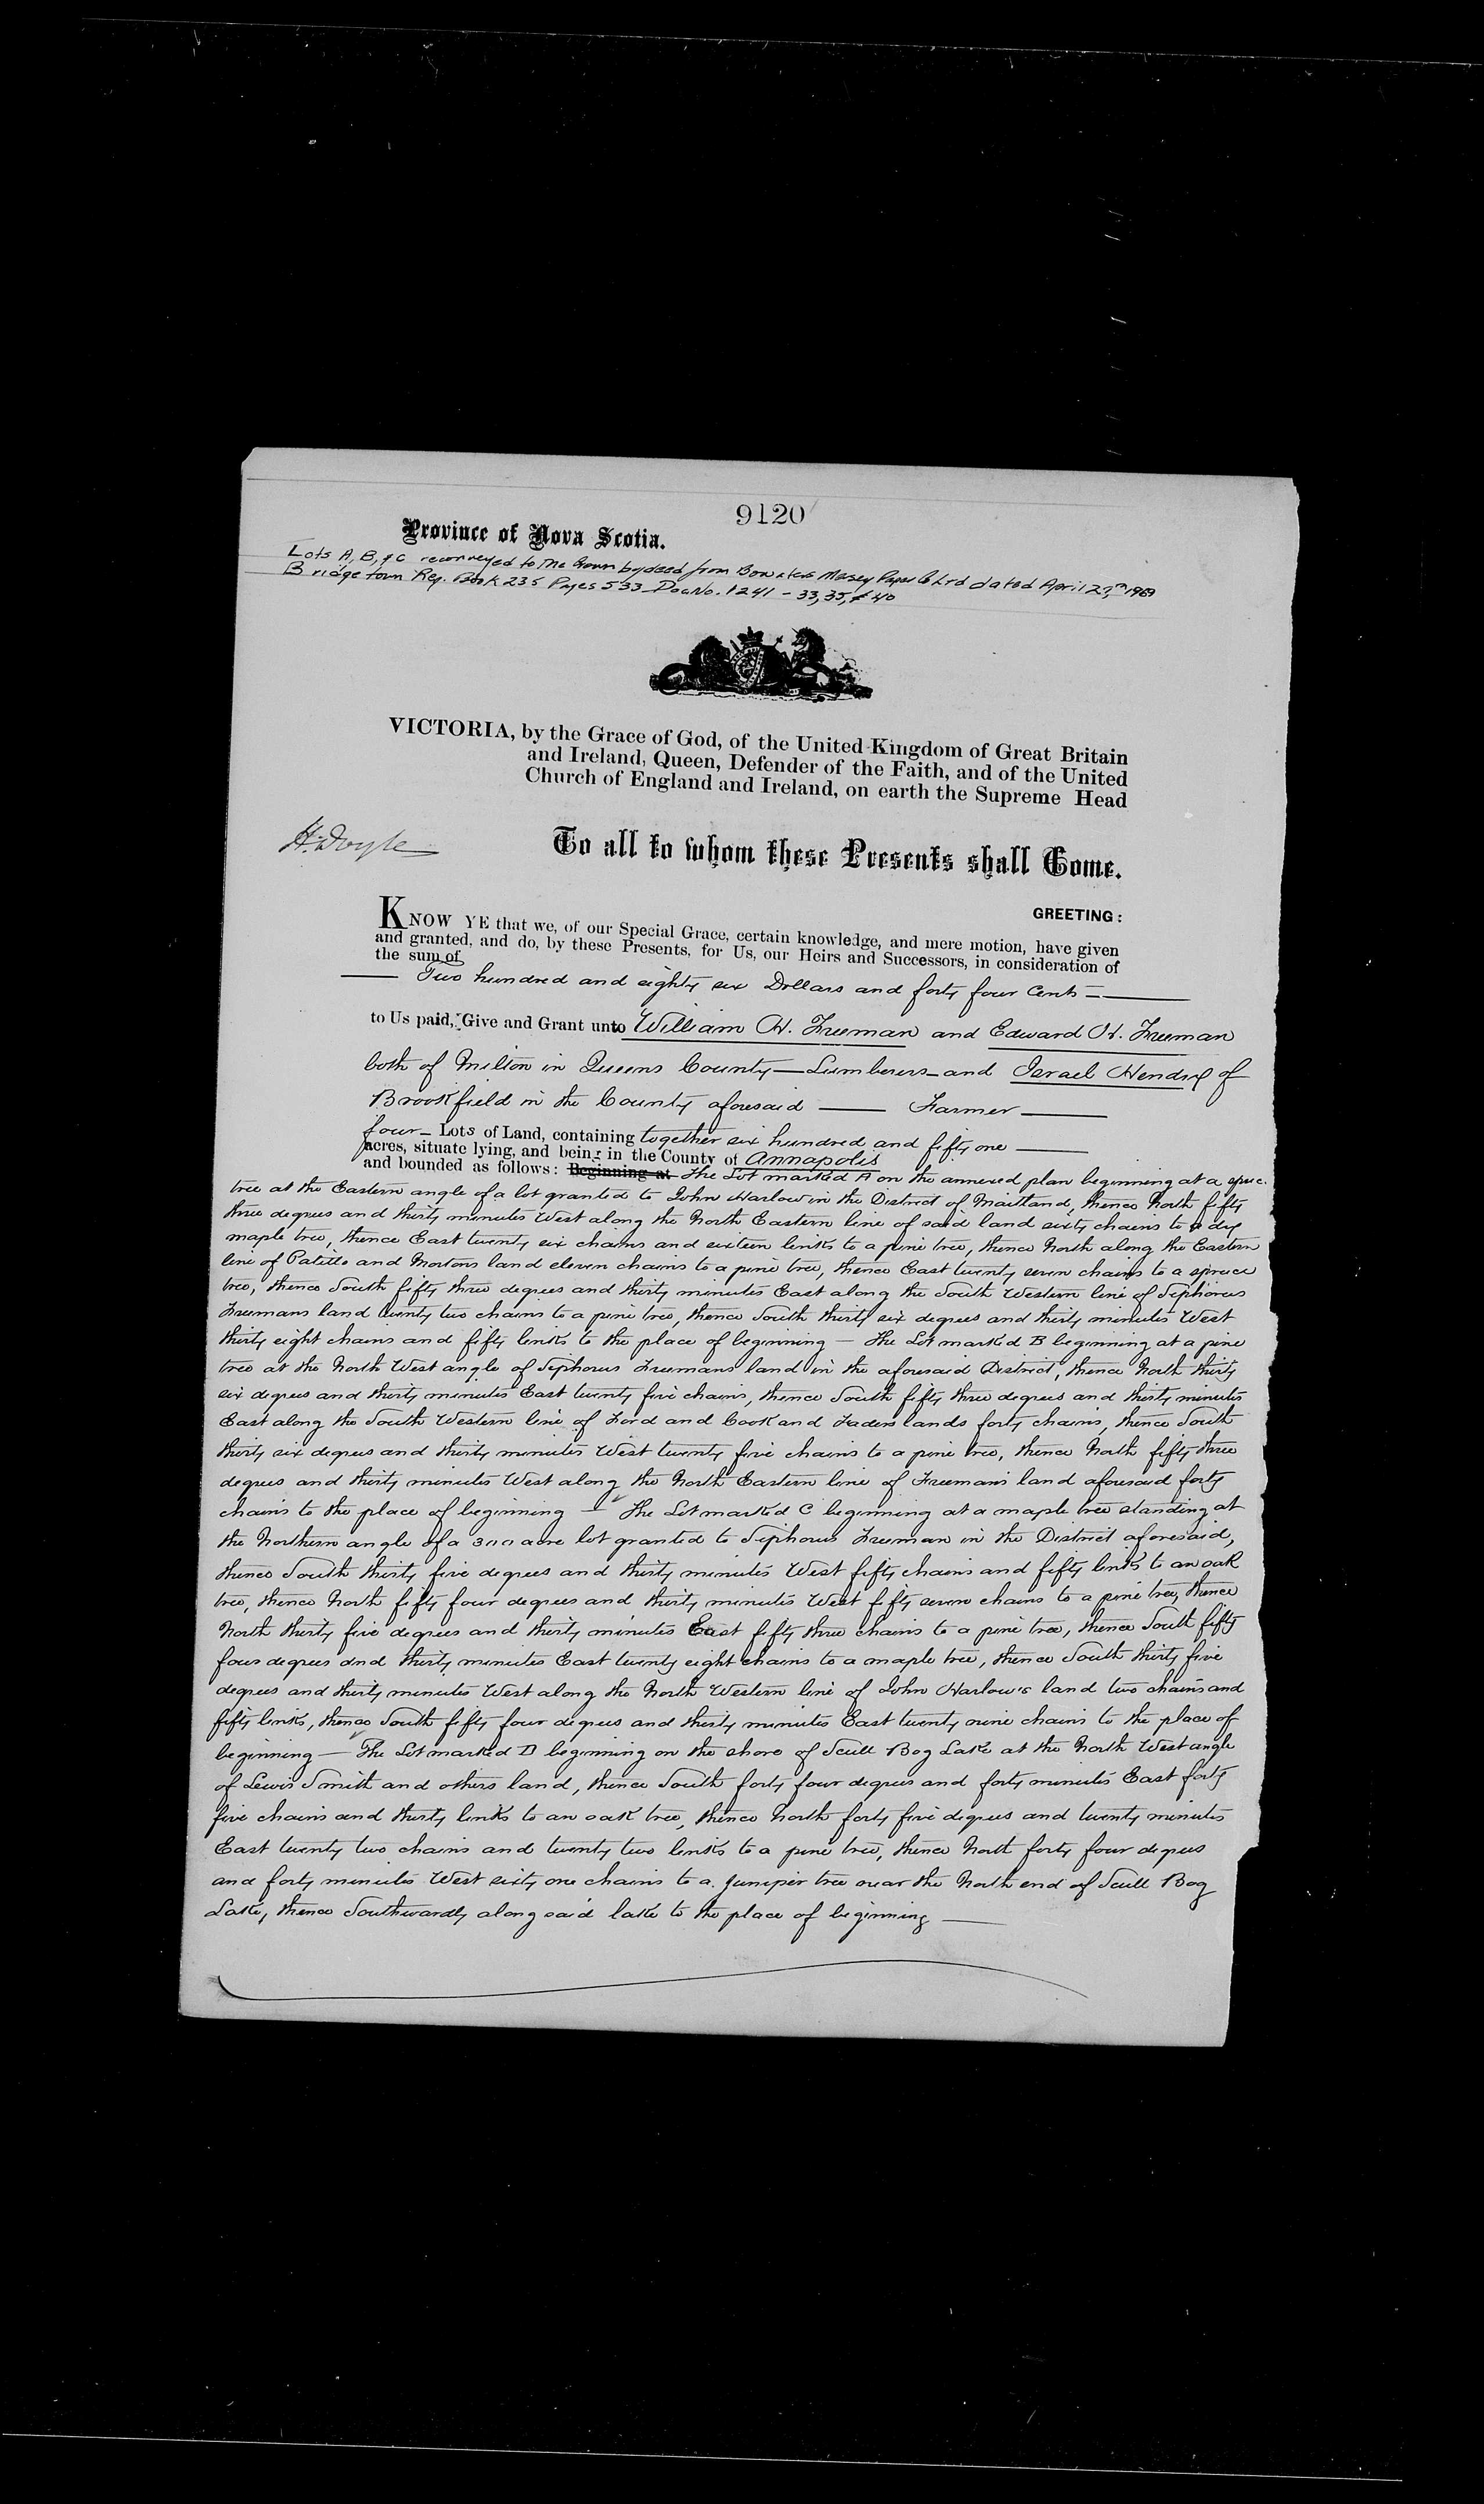 9120
Province of Nova Scotia.
Lots A, B, & C reconveyed to The Crown by deed from Bowaters Mersey Paper Co Ltd dated April 29,
Bridgetown Reg. Book 235 Pages 533 Doc No. 1241 - 33, 35, & 40
VICTORIA, by the Grace of God, of the United Kingdom of Great Britain
and Ireland, Queen, Defender of the Faith, and of the United
Church of England and Ireland, on earth the Supreme Head
H. Doyle
To all to whom these Presents shall Come.
GREETING:
KNOW YE that we, of our Special Grace, certain knowledge, and mere motion, have given
and granted, and do, by these Presents, for Us, our Heirs and Successors, in consideration of
the sum of
— Two hundred and eighty six Dollars and forty four Cents —
to Us paid, Give and Grant unto William H. Freeman and Edward H. Freeman
both of Milton in Queens County — Lumberers — and Israel Hendry of
Brookfield in the County aforesaid — Farmer —
four — Lots of Land, containing together six hundred and fifty one —
acres, situate lying, and being in the County of Annapolis
and bounded as follows: Beginning at The Lot marked A on the annexed plan beginning at a spruce
tree at the Eastern angle of a lot granted to John Harlow in the District of Maitland, thence North fifty
three degrees and thirty minutes West along the North Eastern line of said land sixty chains to a dry
maple tree, thence East twenty six chains and sixteen links to a pine tree, thence North along the Eastern
line of Patillo and Mortons land eleven chains to a pine tree, thence East twenty seven chains to a spruce
tree, thence South fifty three degrees and thirty minutes East along the South Western line of Siphorus
Freemans land twenty two chains to a pine tree, thence South thirty six degrees and thirty minutes West
thirty eight chains and fifty links to the place of beginning — The Lot marked B beginning at a pine
tree at the North West angle of Siphorus Freemans land in the aforesaid District, thence North thirty
six degrees and thirty minutes East twenty five chains, thence South fifty three degrees and thirty minutes
East along the South Western line of Ford and Cook and Faders lands forty chains, thence South
thirty six degrees and thirty minutes West twenty five chains to a pine tree, thence North fifty three
degrees and thirty minutes West along the North Eastern line of Freemans land aforesaid forty
chains to the place of beginning — The Lot marked C beginning at a maple tree standing at
the Northern angle of a 300 acre lot granted to Siphorus Freeman in the District aforesaid,
thence South thirty five degrees and thirty minutes West fifty chains and fifty links to an oak
tree, thence North fifty four degrees and thirty minutes West fifty seven chains to a pine tree, thence
North thirty five degrees and thirty minutes East fifty three chains to a pine tree, thence South fifty
four degrees and thirty minutes East twenty eight chains to a maple tree, thence South thirty five
degrees and thirty minutes West along the North Western line of John Harlow's land two chains and
fifty links, thence South fifty four degrees and thirty minutes East twenty nine chains to the place of
beginning — The Lot marked D beginning on the shore of Scull Bog Lake at the North West angle
of Lewis Smith and others land, thence South forty four degrees and forty minutes East forty
five chains and thirty links to an oak tree, thence North forty five degrees and twenty minutes
East twenty two chains and twenty two links to a pine tree, thence North forty four degrees
and forty minutes West sixty one chains to a juniper tree near the North end of Scull Bog
Lake, thence Southwardly along said lake to the place of beginning —